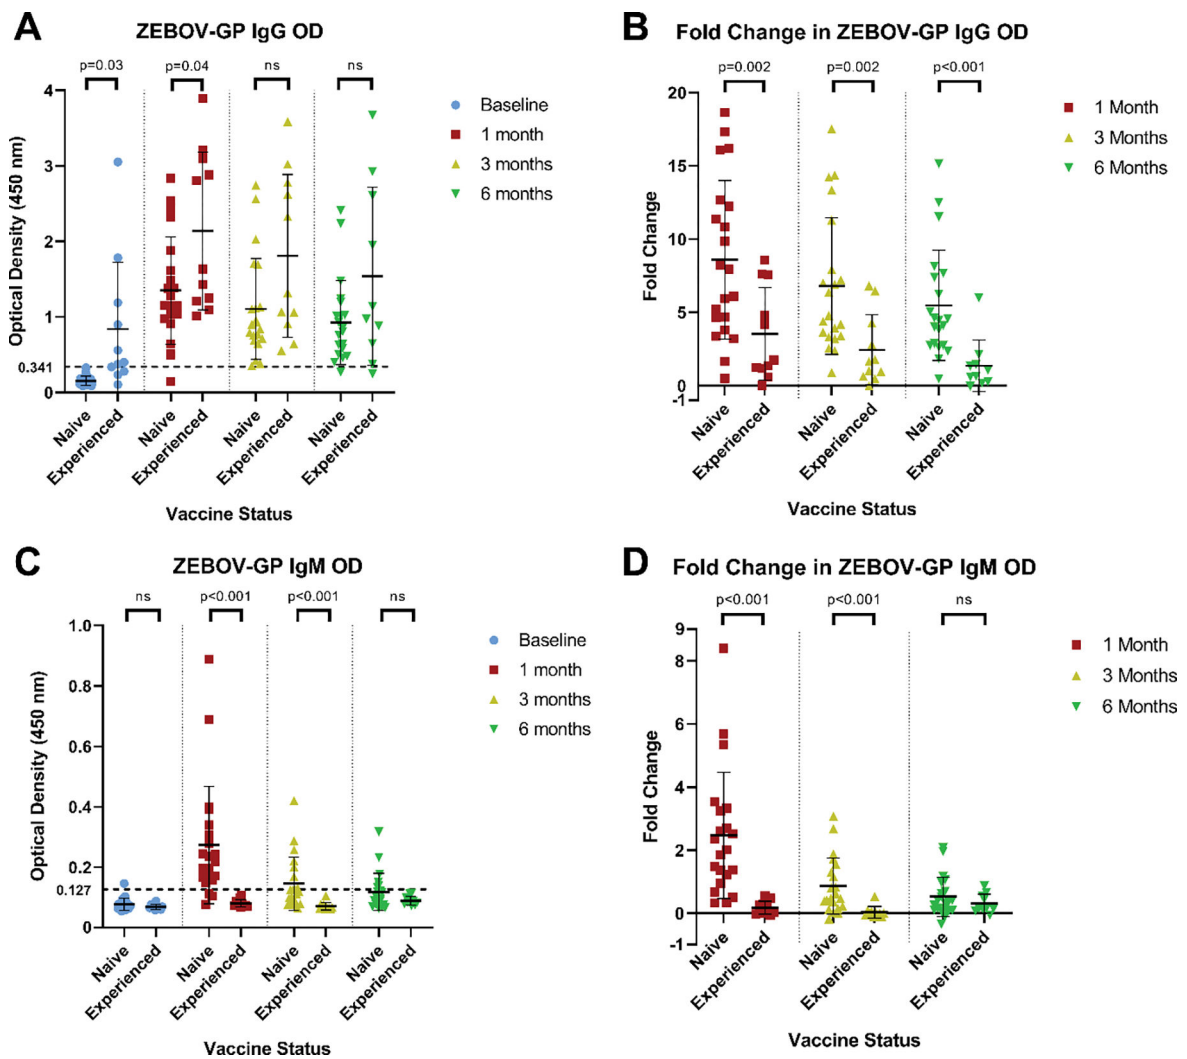 A
ZEBOV-GP IgG OD
p=0.03
p=0.04
ns
ns
4
3
2
1
0.341
0
Optical Density (450 nm)
Naive
Experienced
Naive
Experienced
Naive
Experienced
Naive
Experienced
Vaccine Status
Baseline
1 month
3 months
6 months
B
Fold Change in ZEBOV-GP IgG OD
p=0.002
p=0.002
p<0.001
20
15
10
5
0
-1
Fold Change
Naive
Experienced
Naive
Experienced
Naive
Experienced
Vaccine Status
1 Month
3 Months
6 Months
C
ZEBOV-GP IgM OD
ns
p<0.001
p<0.001
ns
1.0
0.8
0.6
0.4
0.2
0.127
0
Optical Density (450 nm)
Naive
Experienced
Naive
Experienced
Naive
Experienced
Naive
Experienced
Vaccine Status
Baseline
1 month
3 months
6 months
D
Fold Change in ZEBOV-GP IgM OD
p<0.001
p<0.001
ns
9
8
6
4
2
0
-1
Fold Change
Naive
Experienced
Naive
Experienced
Naive
Experienced
Vaccine Status
1 Month
3 Months
6 Months